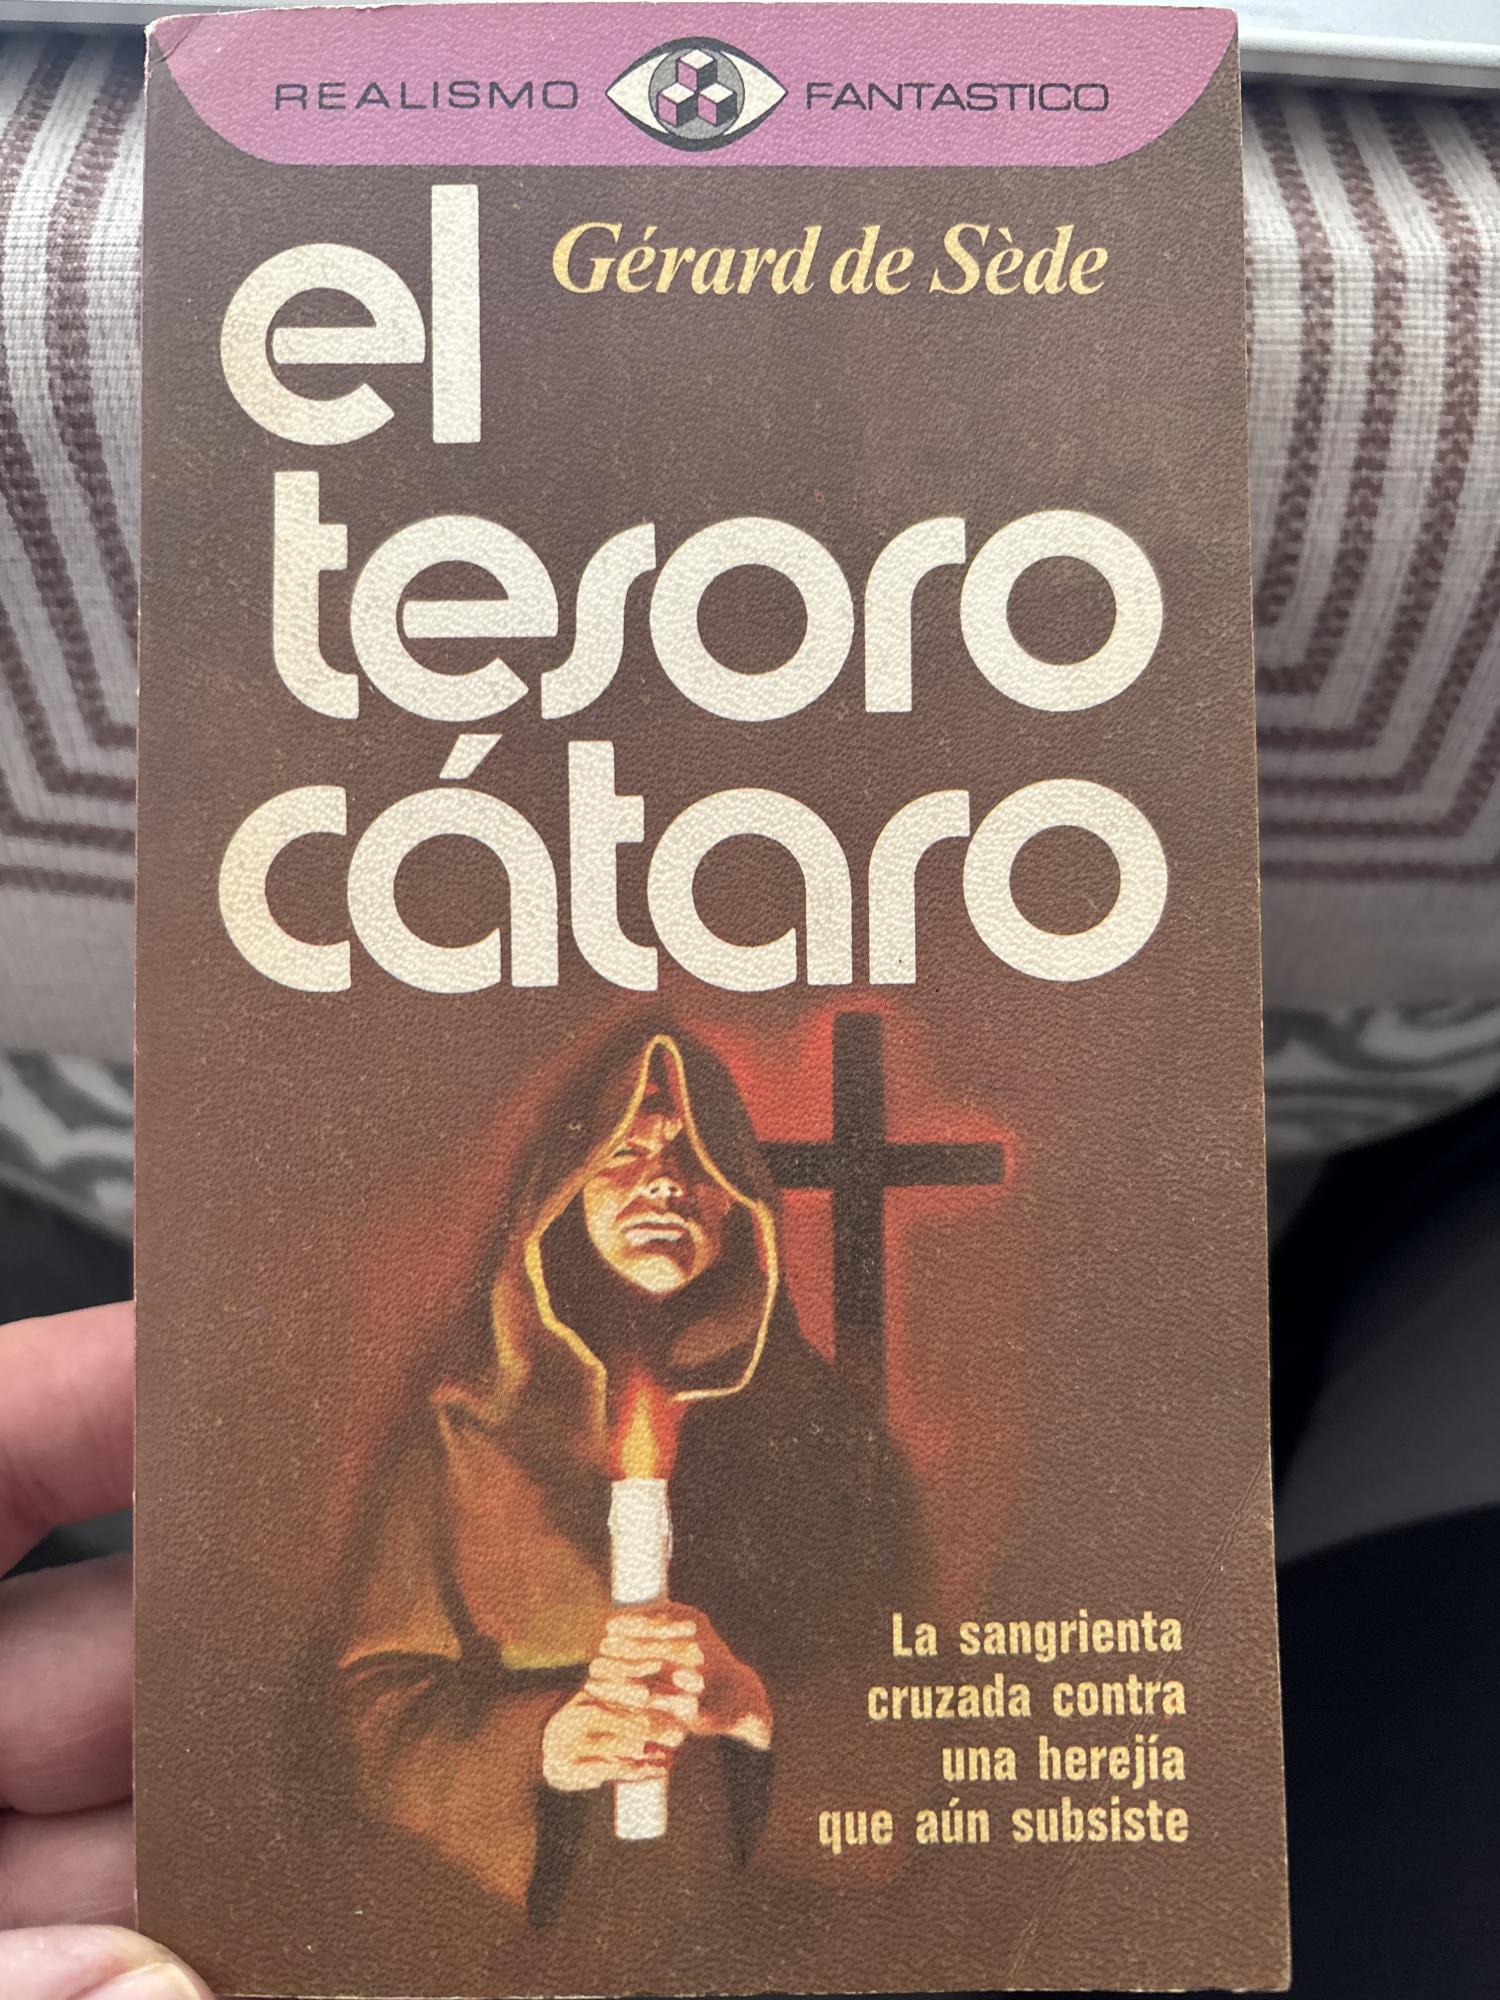 REALISMO FANTASTICO
Gérard de Sède
el
tesoro
cátaro
La sangrienta
cruzada contra
una herejía
que aún subsiste